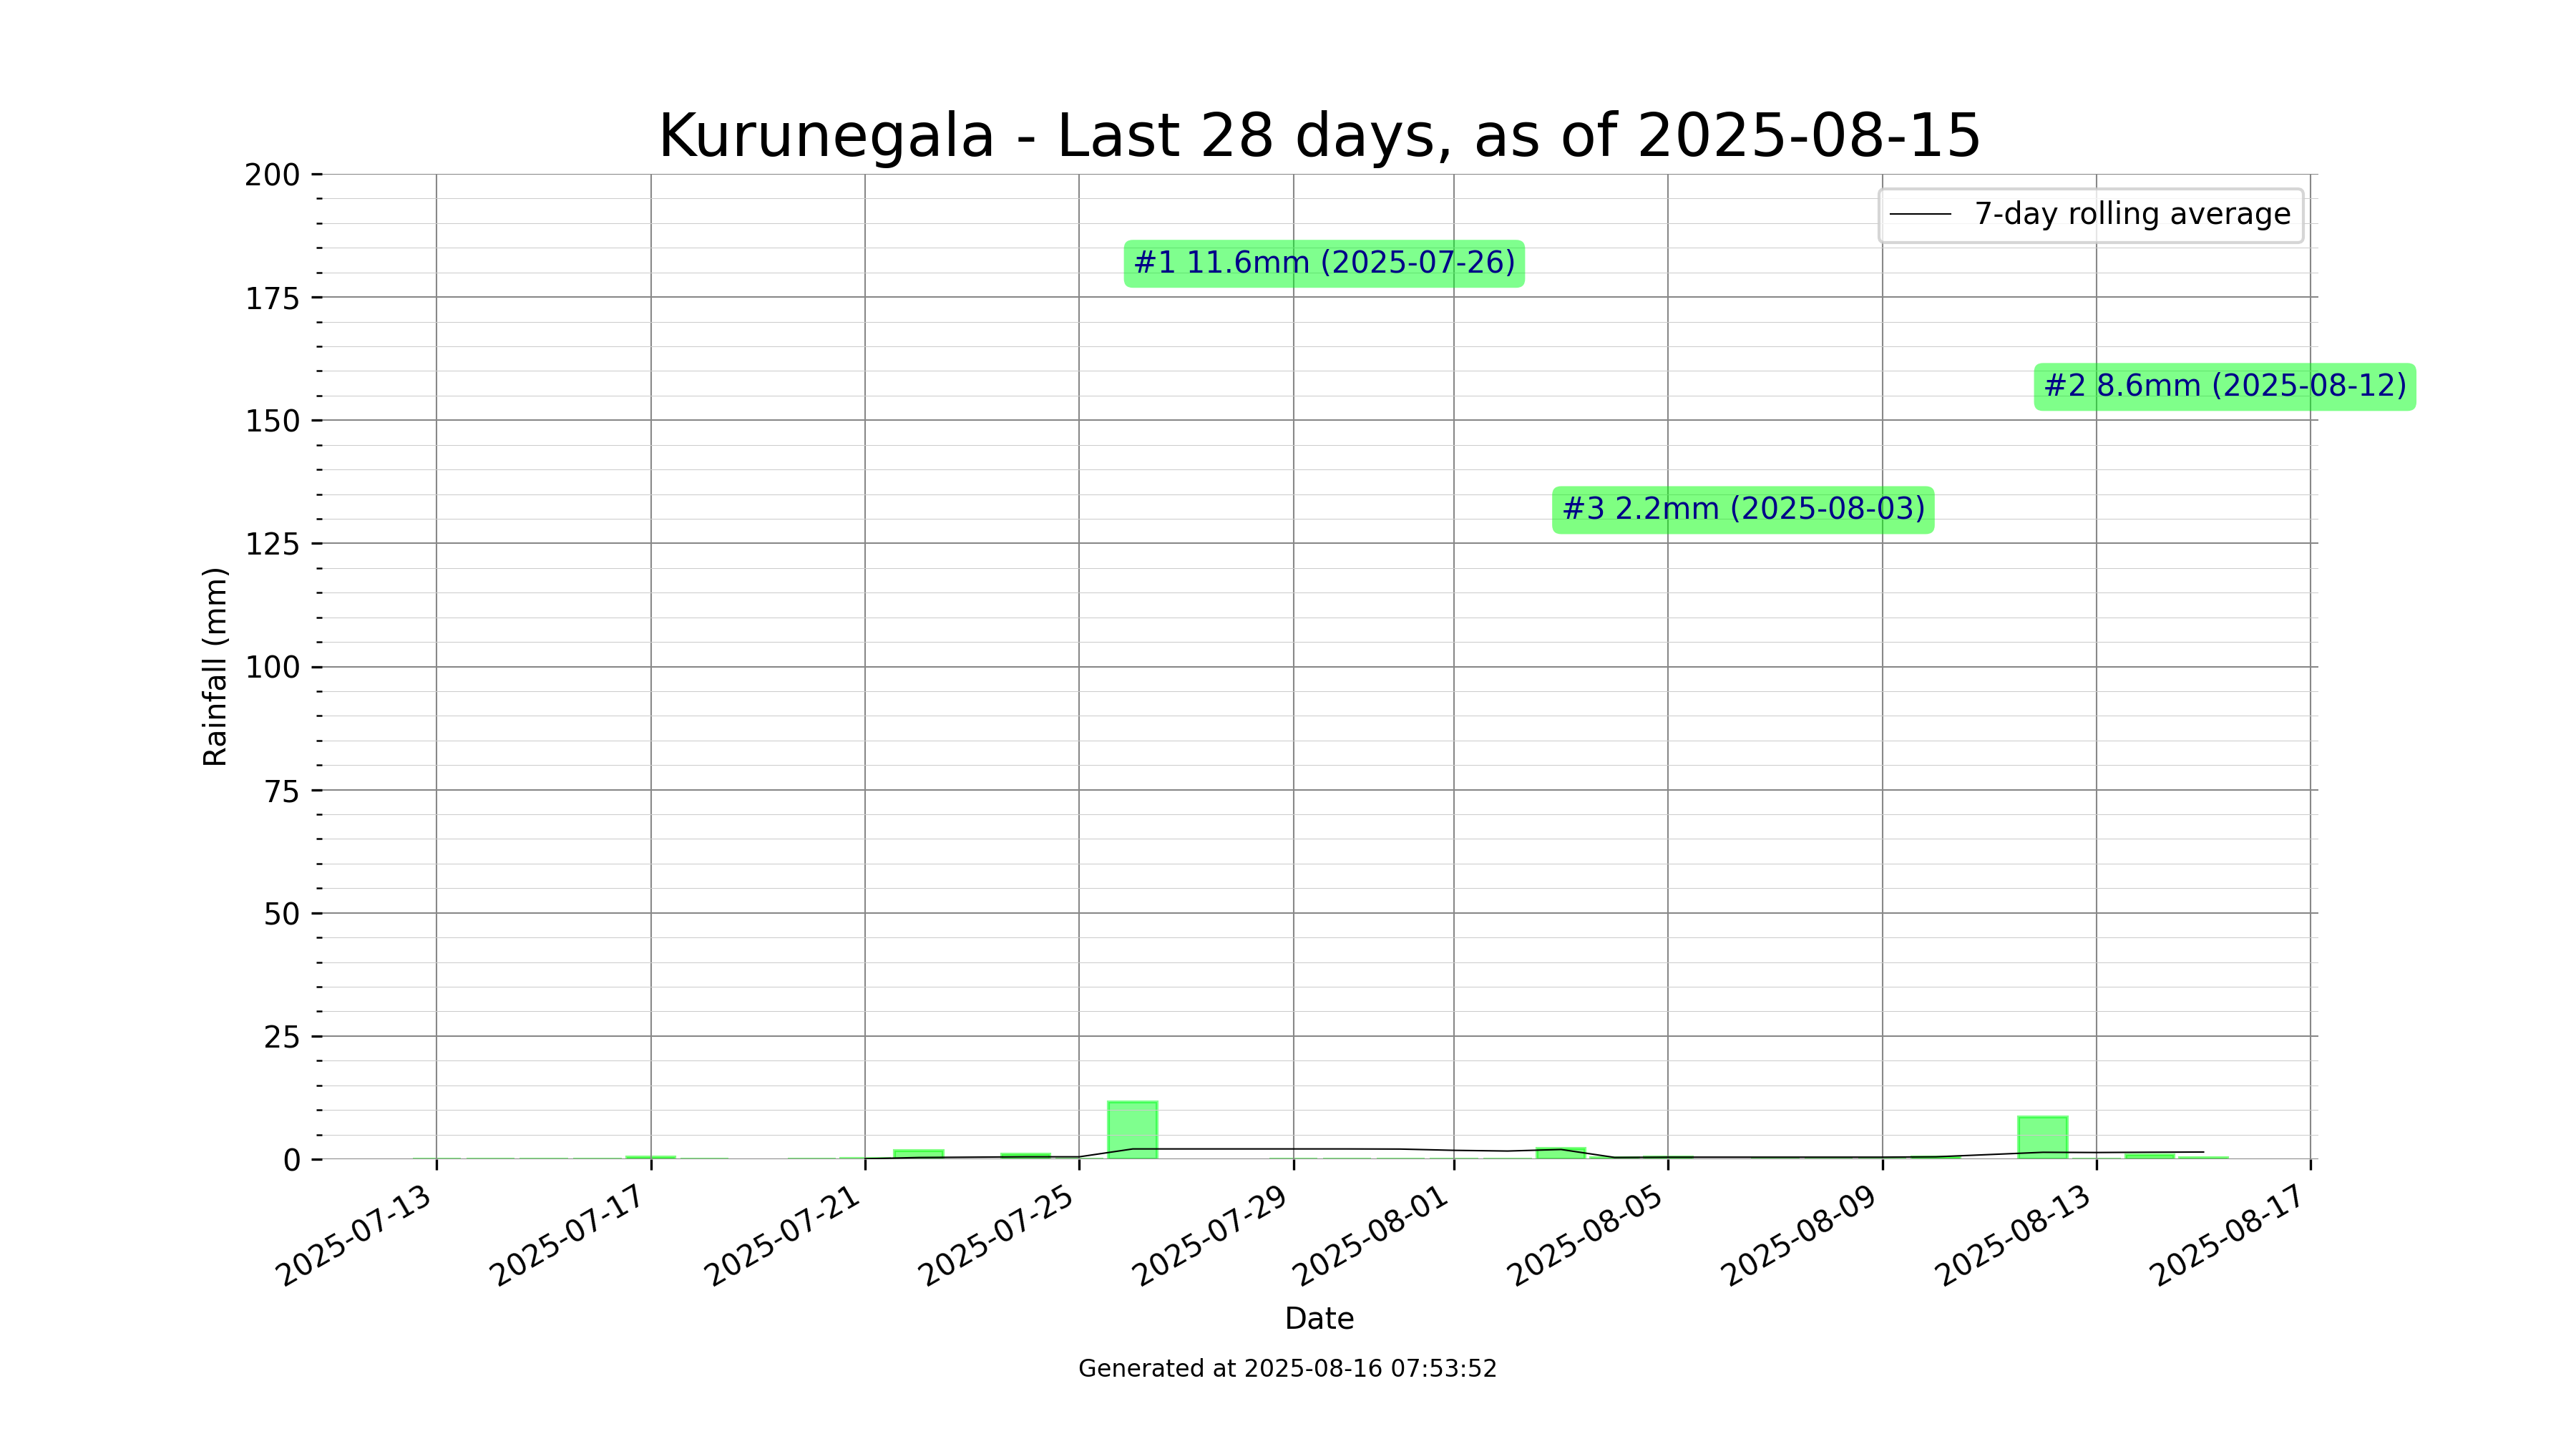 Kurunegala - Last 28 days, as of 2025-08-15
200
175
150
125
100
75
50
25
0
Rainfall (mm)
7-day rolling average
#1 11.6mm (2025-07-26)
#2 8.6mm (2025-08-12)
#3 2.2mm (2025-08-03)
2025-07-13
2025-07-17
2025-07-21
2025-07-25
2025-07-29
2025-08-01
2025-08-05
2025-08-09
2025-08-13
2025-08-17
Date
Generated at 2025-08-16 07:53:52